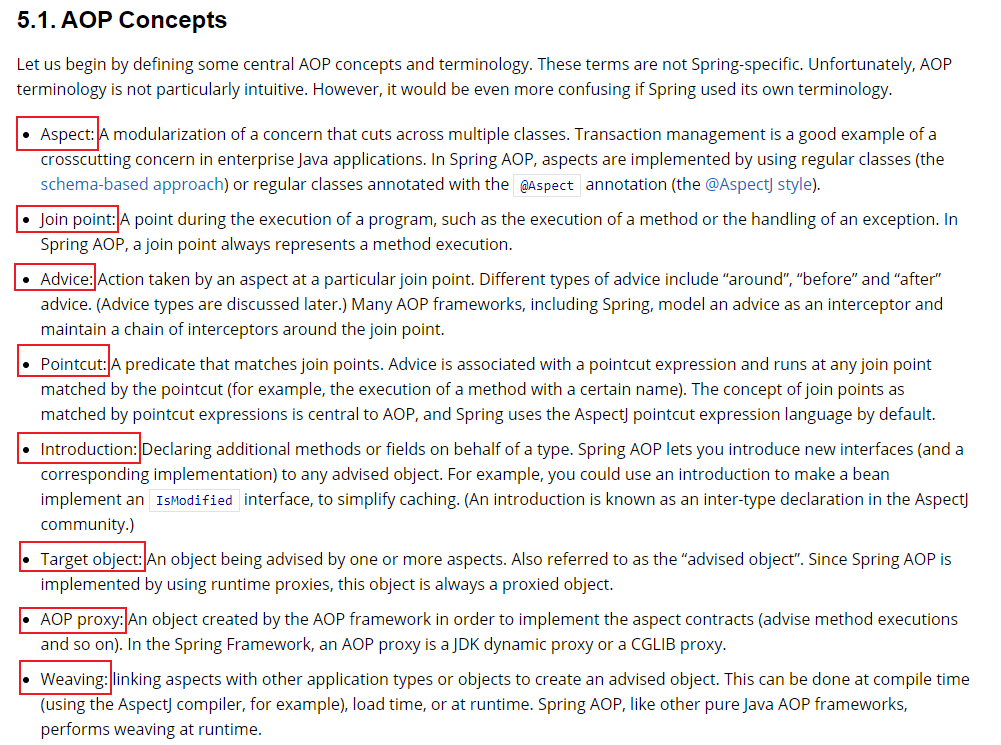 5.1. AOP Concepts
Let us begin by defining some central AOP concepts and terminology. These terms are not Spring-specific. Unfortunately, AOP
terminology is not particularly intuitive. However, it would be even more confusing if Spring used its own terminology.
• Aspect: A modularization of a concern that cuts across multiple classes. Transaction management is a good example of a
crosscutting concern in enterprise Java applications. In Spring AOP, aspects are implemented by using regular classes (the
schema-based approach) or regular classes annotated with the @Aspect annotation (the @AspectJ style).
• Join point: A point during the execution of a program, such as the execution of a method or the handling of an exception. In
Spring AOP, a join point always represents a method execution.
• Advice: Action taken by an aspect at a particular join point. Different types of advice include “around”, “before” and “after”
advice. (Advice types are discussed later.) Many AOP frameworks, including Spring, model an advice as an interceptor and
maintain a chain of interceptors around the join point.
• Pointcut: A predicate that matches join points. Advice is associated with a pointcut expression and runs at any join point
matched by the pointcut (for example, the execution of a method with a certain name). The concept of join points as
matched by pointcut expressions is central to AOP, and Spring uses the AspectJ pointcut expression language by default.
• Introduction: Declaring additional methods or fields on behalf of a type. Spring AOP lets you introduce new interfaces (and a
corresponding implementation) to any advised object. For example, you could use an introduction to make a bean
implement an IsModified interface, to simplify caching. (An introduction is known as an inter-type declaration in the AspectJ
community.)
• Target object: An object being advised by one or more aspects. Also referred to as the “advised object”. Since Spring AOP is
implemented by using runtime proxies, this object is always a proxied object.
• AOP proxy: An object created by the AOP framework in order to implement the aspect contracts (advise method executions
and so on). In the Spring Framework, an AOP proxy is a JDK dynamic proxy or a CGLIB proxy.
• Weaving: linking aspects with other application types or objects to create an advised object. This can be done at compile time
(using the AspectJ compiler, for example), load time, or at runtime. Spring AOP, like other pure Java AOP frameworks,
performs weaving at runtime.